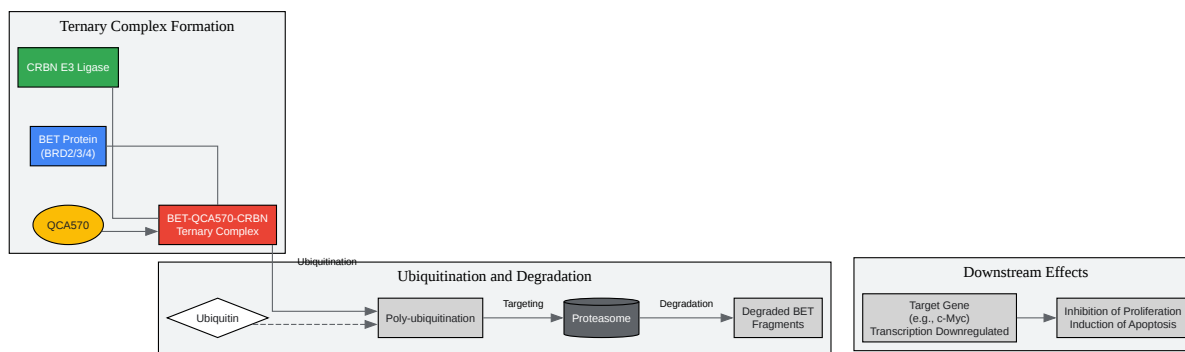 Ternary Complex Formation
CRBN E3 Ligase
BET Protein
(BRD2/3/4)
QCA570
BET-QCA570-CRBN
Ternary Complex
Ubiquitination
Ubiquitination and Degradation
Ubiquitin
Poly-ubiquitination
Targeting
Proteasome
Degradation
Degraded BET
Fragments
Downstream Effects
Target Gene
(e.g., c-Myc)
Transcription Downregulated
Inhibition of Proliferation
Induction of Apoptosis